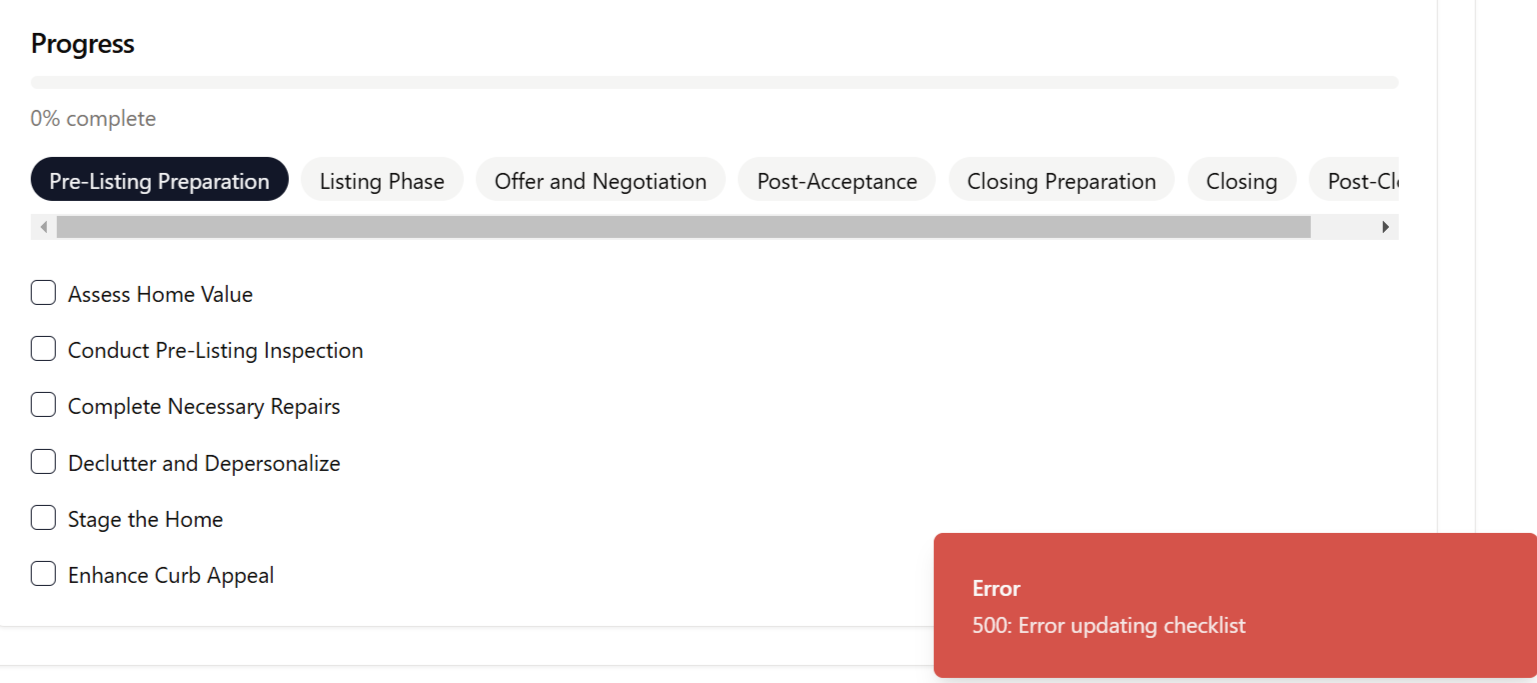 Progress
0% complete
Pre-Listing Preparation Listing Phase Offer and Negotiation Post-Acceptance Closing Preparation Closing Post-Cl
Assess Home Value
Conduct Pre-Listing Inspection
Complete Necessary Repairs
Declutter and Depersonalize
Stage the Home
Enhance Curb Appeal
Error
500: Error updating checklist